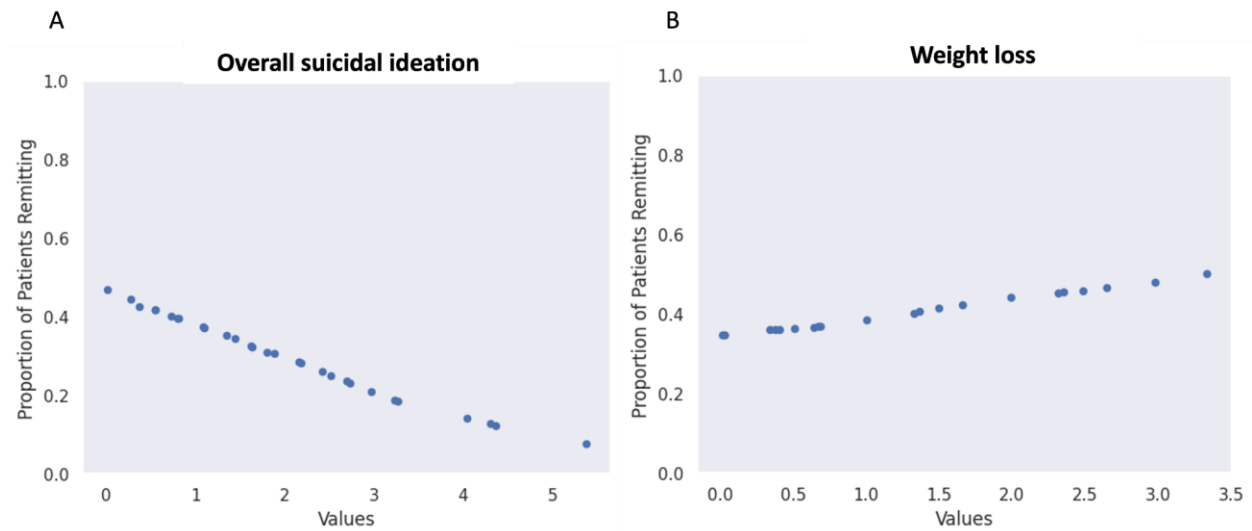 A
Overall suicidal ideation
1.0
0.8
0.6
0.4
0.2
0.0
Proportion of Patients Remitting
0 1 2 3 4 5
Values
B
Weight loss
1.0
0.8
0.6
0.4
0.2
0.0
Proportion of Patients Remitting
0.0 0.5 1.0 1.5 2.0 2.5 3.0 3.5
Values